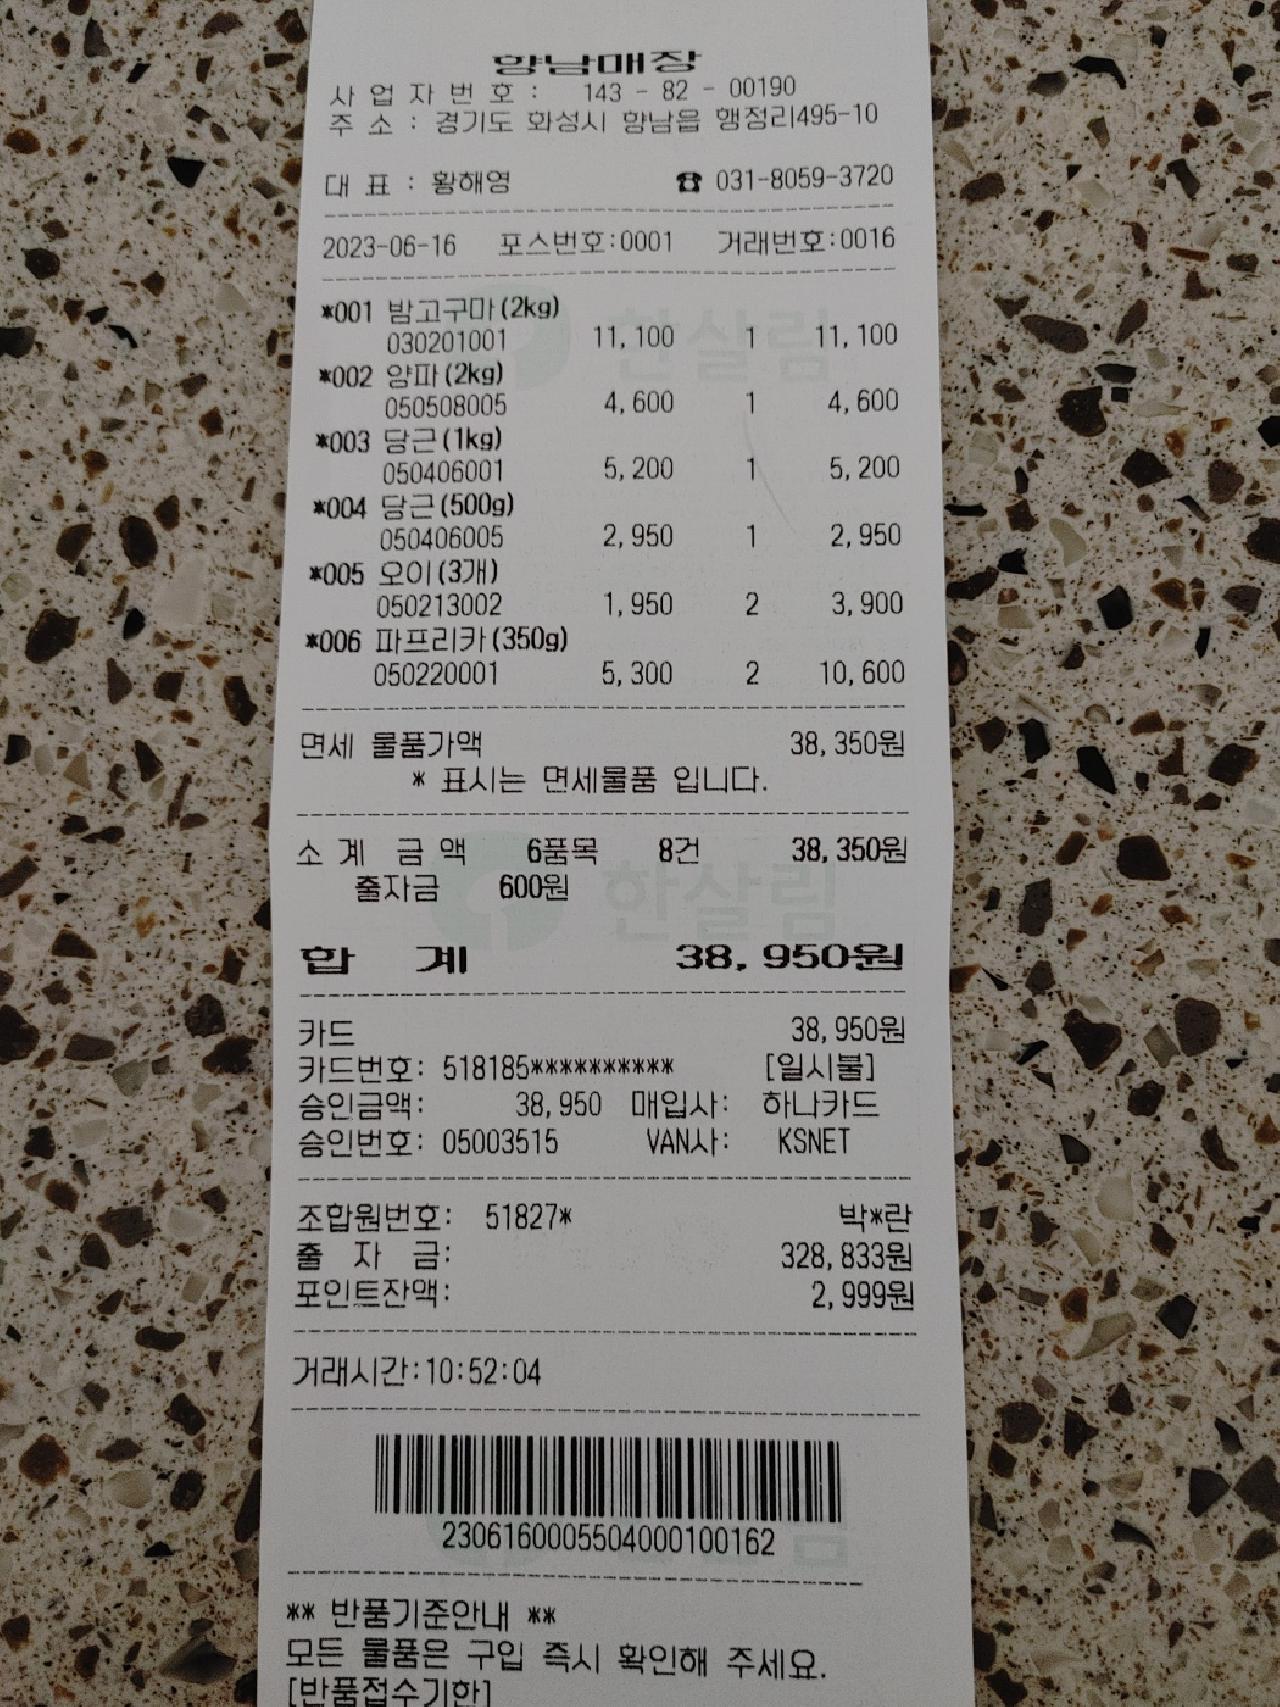 향남매장
사 업 자 번 호 : 143 - 82 - 00190
주 소 : 경기도 화성시 향남읍 행정리495-10
대 표 : 황해영 ☎ 031-8059-3720
2023-06-16 포스번호:0001 거래번호:0016
*001 밤고구마(2kg)
030201001 11,100 1 11,100
*002 양파(2kg)
050508005 4,600 1 4,600
*003 당근(1kg)
050406001 5,200 1 5,200
*004 당근(500g)
050406005 2,950 1 2,950
*005 오이(3개)
050213002 1,950 2 3,900
*006 파프리카(350g)
050220001 5,300 2 10,600
면세 물품가액 38,350원
* 표시는 면세물품 입니다.
소 계 금 액 6품목 8건 38,350원
출자금 600원
합 계 38,950원
카드 38,950원
카드번호: 518185********** [일시불]
승인금액: 38,950 매입사: 하나카드
승인번호: 05003515 VAN사: KSNET
조합원번호: 51827* 박*란
출 자 금: 328,833원
포인트잔액: 2,999원
거래시간:10:52:04
2306160005504000100162
** 반품기준안내 **
모든 물품은 구입 즉시 확인해 주세요.
[반품접수기한]
한살림
한살림